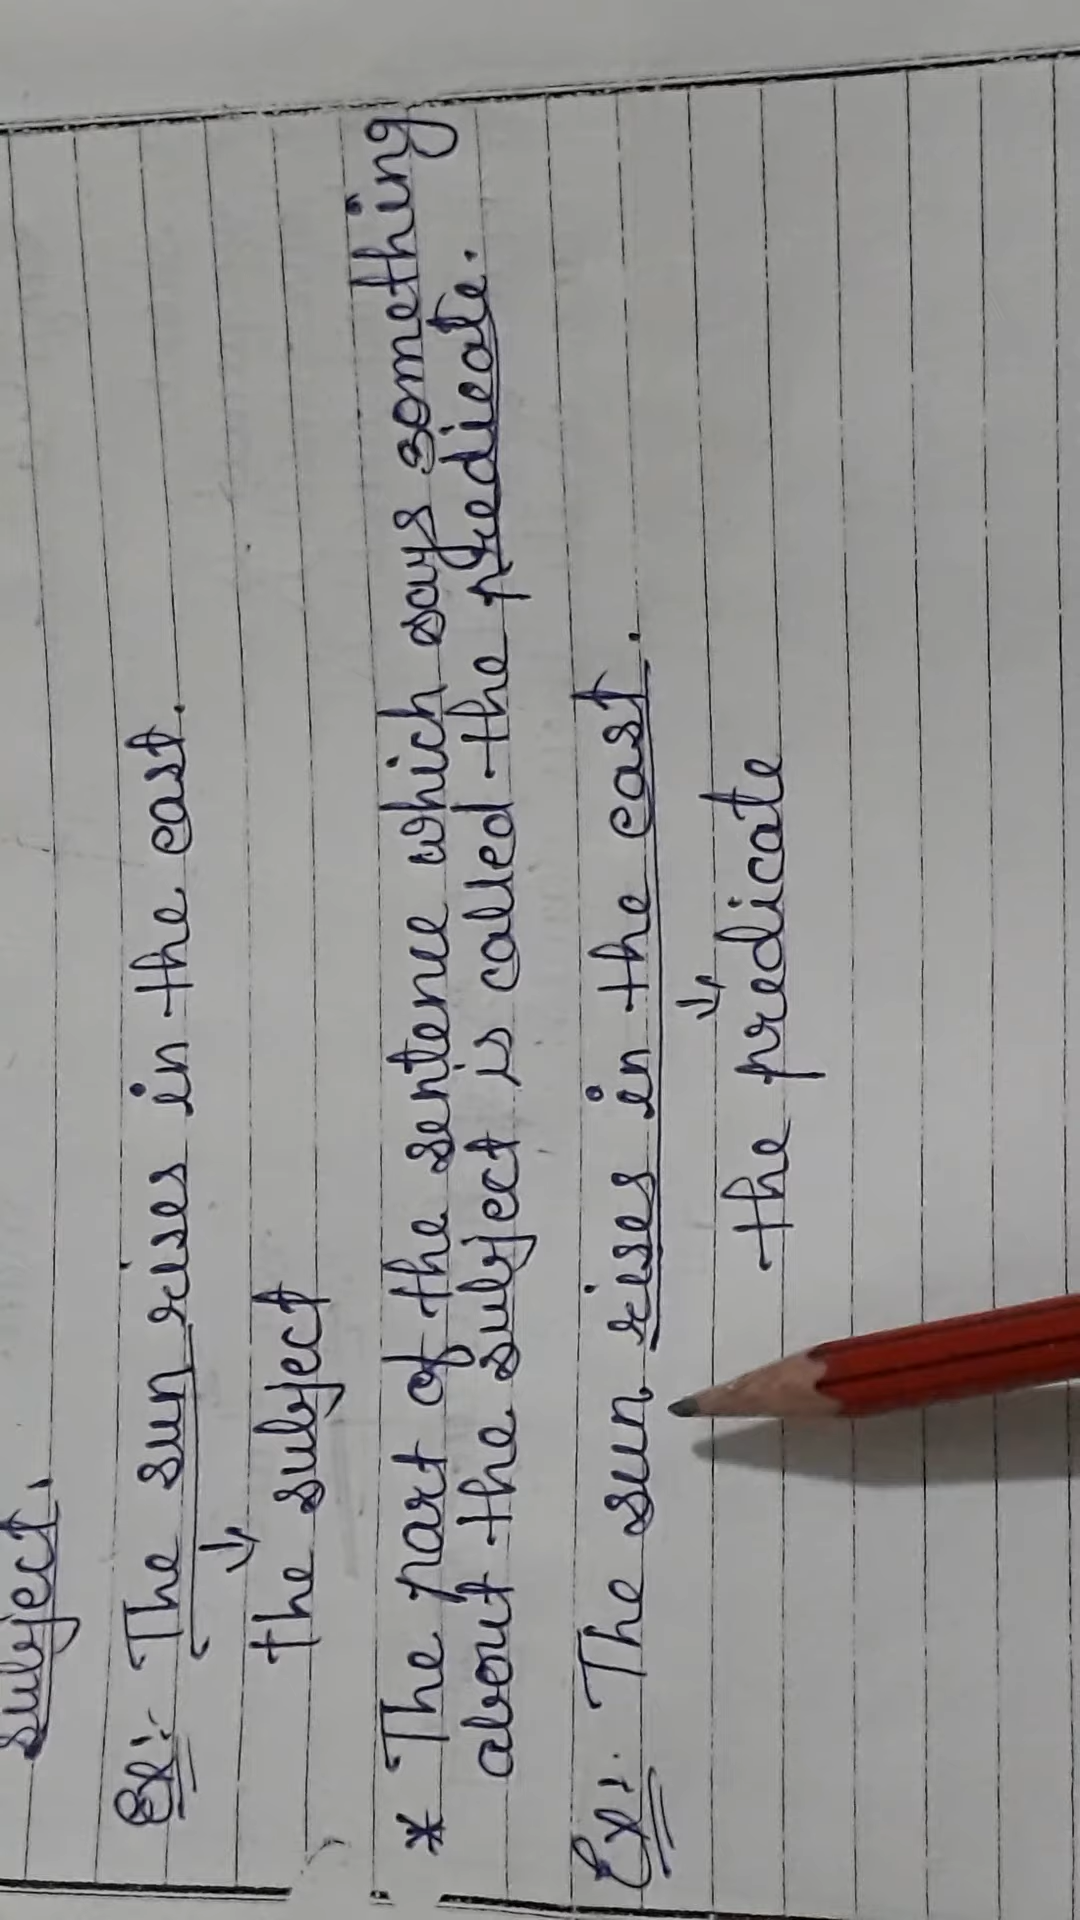 subject.
Ex:- The sun rises in the east.
the subject
* The part of the sentence which says something
about the subject is called the predicate.
Ex:- The sun rises in the east.
the predicate